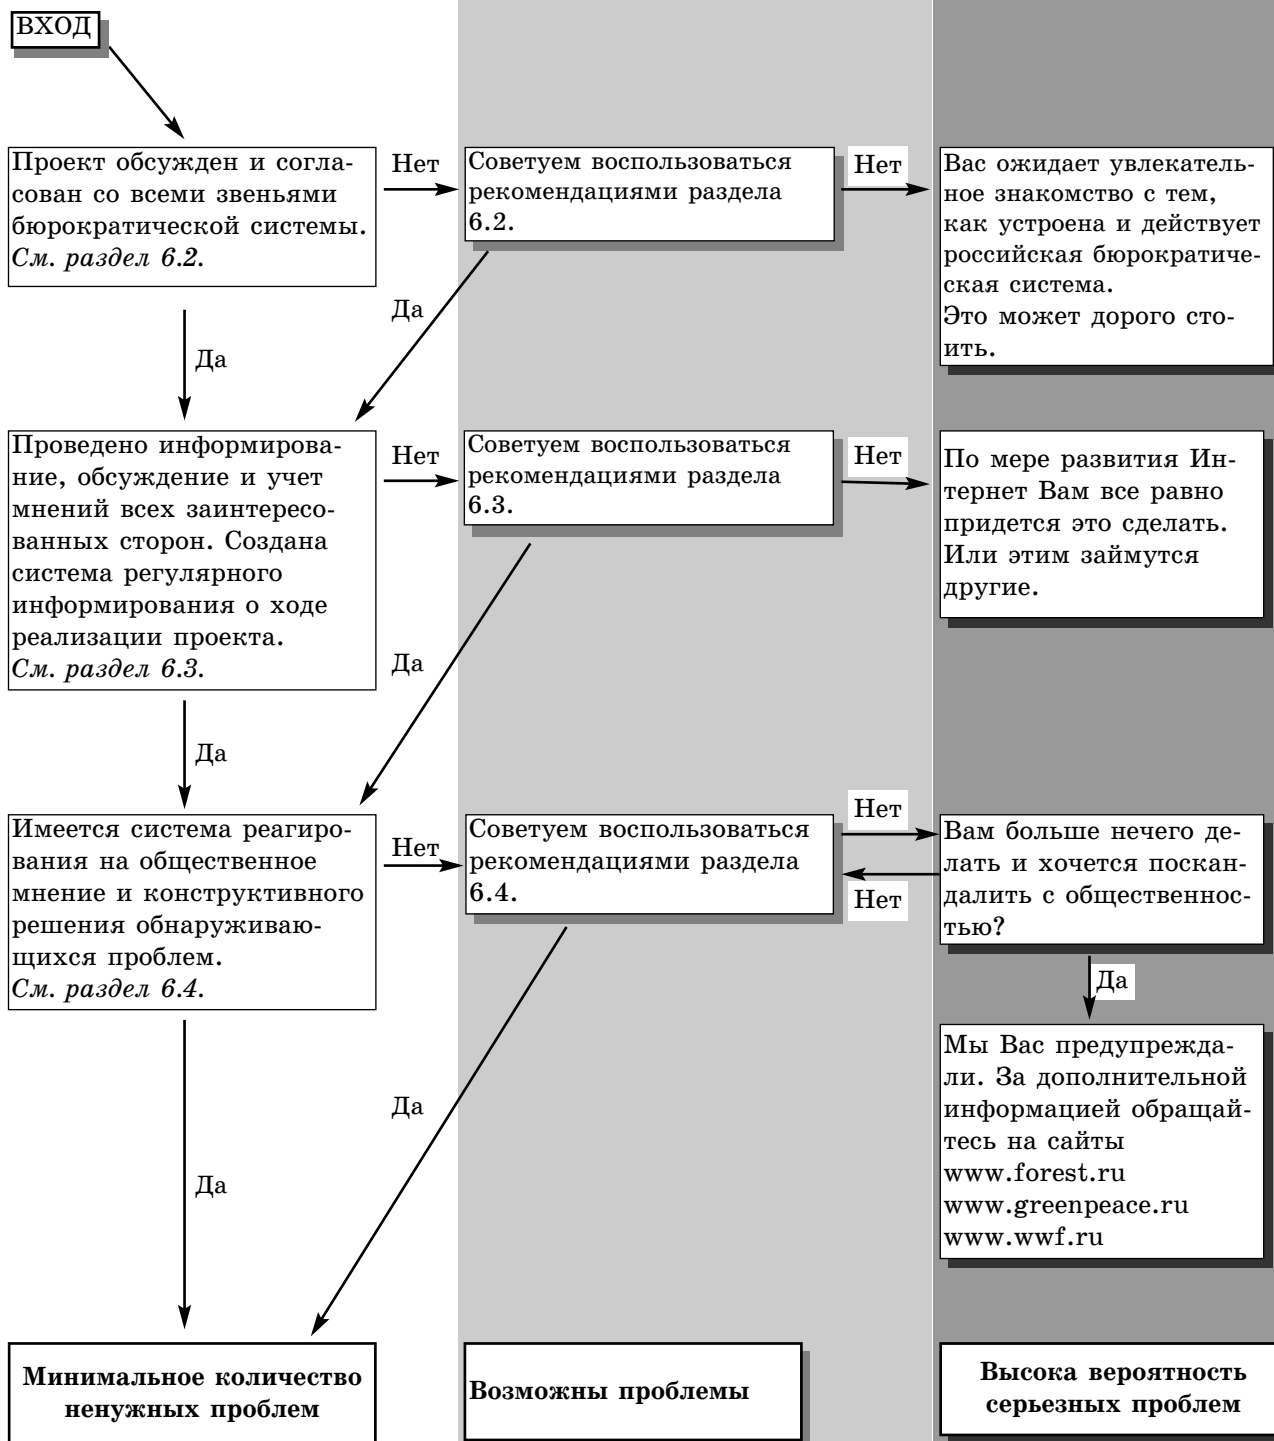 ВХОД
Проект обсужден и согла-
сован со всеми звеньями
бюрократической системы.
См. раздел 6.2.
Нет
Советуем воспользоваться
рекомендациями раздела
6.2.
Нет
Вас ожидает увлекатель-
ное знакомство с тем,
как устроена и действует
российская бюрократиче-
ская система.
Это может дорого сто-
ить.
Да
Да
Проведено информирова-
ние, обсуждение и учет
мнений всех заинтересо-
ванных сторон. Создана
система регулярного
информирования о ходе
реализации проекта.
См. раздел 6.3.
Нет
Советуем воспользоваться
рекомендациями раздела
6.3.
Нет
По мере развития Ин-
тернет Вам все равно
придется это сделать.
Или этим займутся
другие.
Да
Да
Имеется система реагиро-
вания на общественное
мнение и конструктивного
решения обнаруживаю-
щихся проблем.
См. раздел 6.4.
Нет
Советуем воспользоваться
рекомендациями раздела
6.4.
Нет
Нет
Вам больше нечего де-
лать и хочется поскан-
далить с общественнос-
тью?
Да
Мы Вас предупрежда-
ли. За дополнительной
информацией обращай-
тесь на сайты
www.forest.ru
www.greenpeace.ru
www.wwf.ru
Да
Да
Минимальное количество
ненужных проблем
Возможны проблемы
Высока вероятность
серьезных проблем